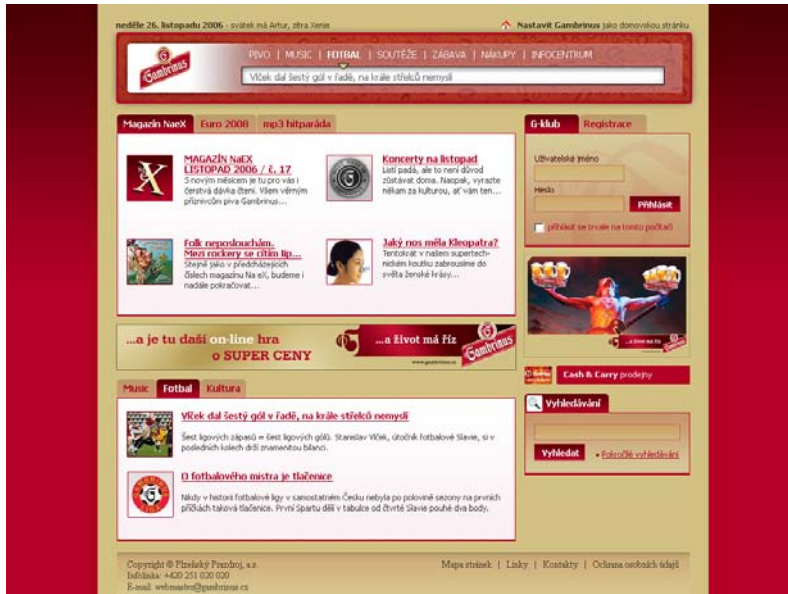 neděle 26. listopadu 2006 - svátek má Artur, zítra Xenie
Nastavit Gambrinus jako domovskou stránku
Gambrinus
PIVO | MUSIC | FOTBAL | SOUTĚŽE | ZÁBAVA | NÁKUPY | INFOCENTRUM
Vlček dal šestý gól v řadě, na krále střelců nemyslí
Magazín NaeX Euro 2008 mp3 hitparáda
MAGAZÍN NaEX
LISTOPAD 2006 / č. 17
S novým měsícem je tu pro vás i
čerstvá dávka čtení. Všem věrným
příznivcům piva Gambrinus...
Koncerty na listopad
Listí padá, ale to není důvod
zůstávat doma. Naopak, vyrazte
někam za kulturou, ať vám ten...
Folk neposlouchám.
Mezi rockery se cítím líp...
Stejně jako v předcházejících
číslech magazínu Na eX, budeme i
nadále pokračovat...
Jaký nos měla Kleopatra?
Tentokrát v našem supertech-
nickém koutku zabrousíme do
světa ženské krásy...
G-klub Registrace
Uživatelské jméno
Heslo
Přihlásit
přihlásit se trvale na tomto počítači
...a je tu daší on-line hra
o SUPER CENY
...a život má říz
www.gambrinus.cz
Gambrinus
...a život má říz
Cash & Carry prodejny
Music Fotbal Kultura
Vlček dal šestý gól v řadě, na krále střelců nemyslí
Šest ligových zápasů = šest ligových gólů. Stanislav Vlček, útočník fotbalové Slavie, si v
posledních kolech drží znamenitou bilanci.
O fotbalového mistra je tlačenice
Nikdy v historii fotbalové ligy v samostatném Česku nebyla po polovině sezony na prvních
příčkách taková tlačenice. První Spartu dělí v tabulce od čtvrté Slavie pouhé dva body.
Vyhledávání
Vyhledat
Pokročilé vyhledávání
Copyright © Plzeňský Prazdroj, a.s.
Infolinka: +420 251 020 020
E-mail: webmaster@gambrinus.cz
Mapa stránek | Linky | Kontakty | Ochrana osobních údajů